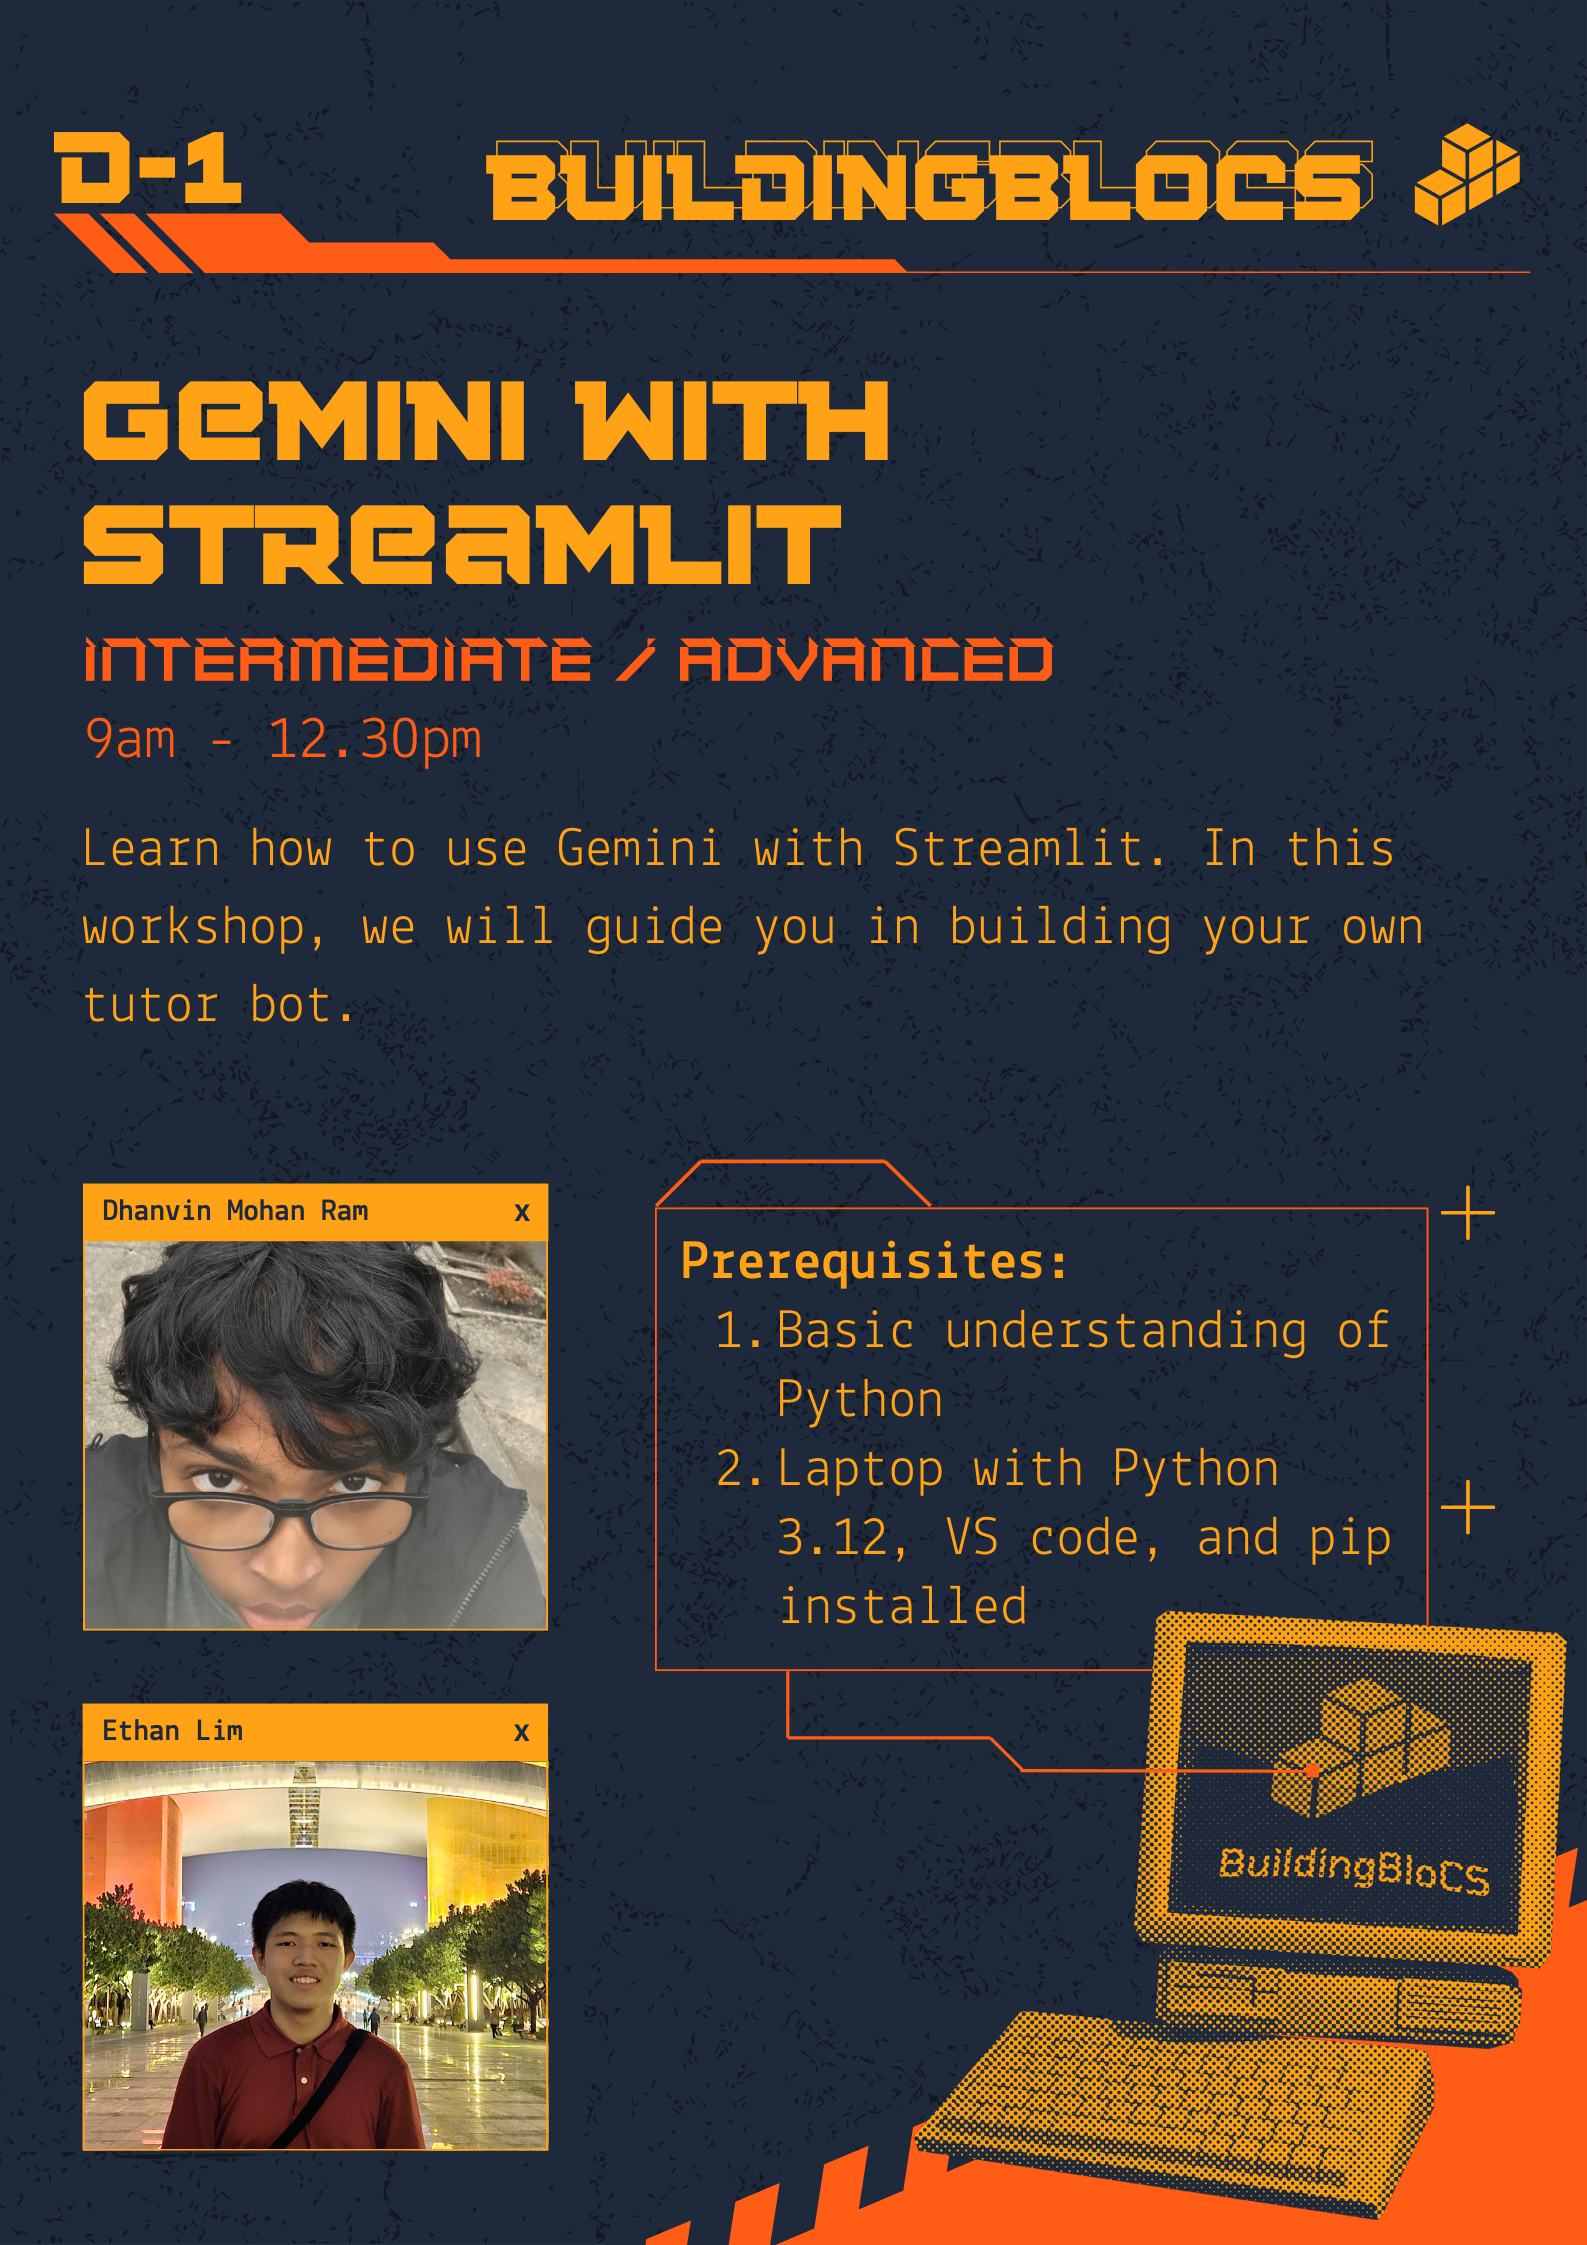 D-1
BUILDINGBLOCS
GeMINI WITH
STReaMLIT
INTERMEDIATE / ADVANCED
9am - 12.30pm
Learn how to use Gemini with Streamlit. In this
workshop, we will guide you in building your own
tutor bot.
Dhanvin Mohan Ram x
Prerequisites:
1. Basic understanding of
Python
2. Laptop with Python
3.12, VS code, and pip
installed
Ethan Lim x
BuildingBloCS